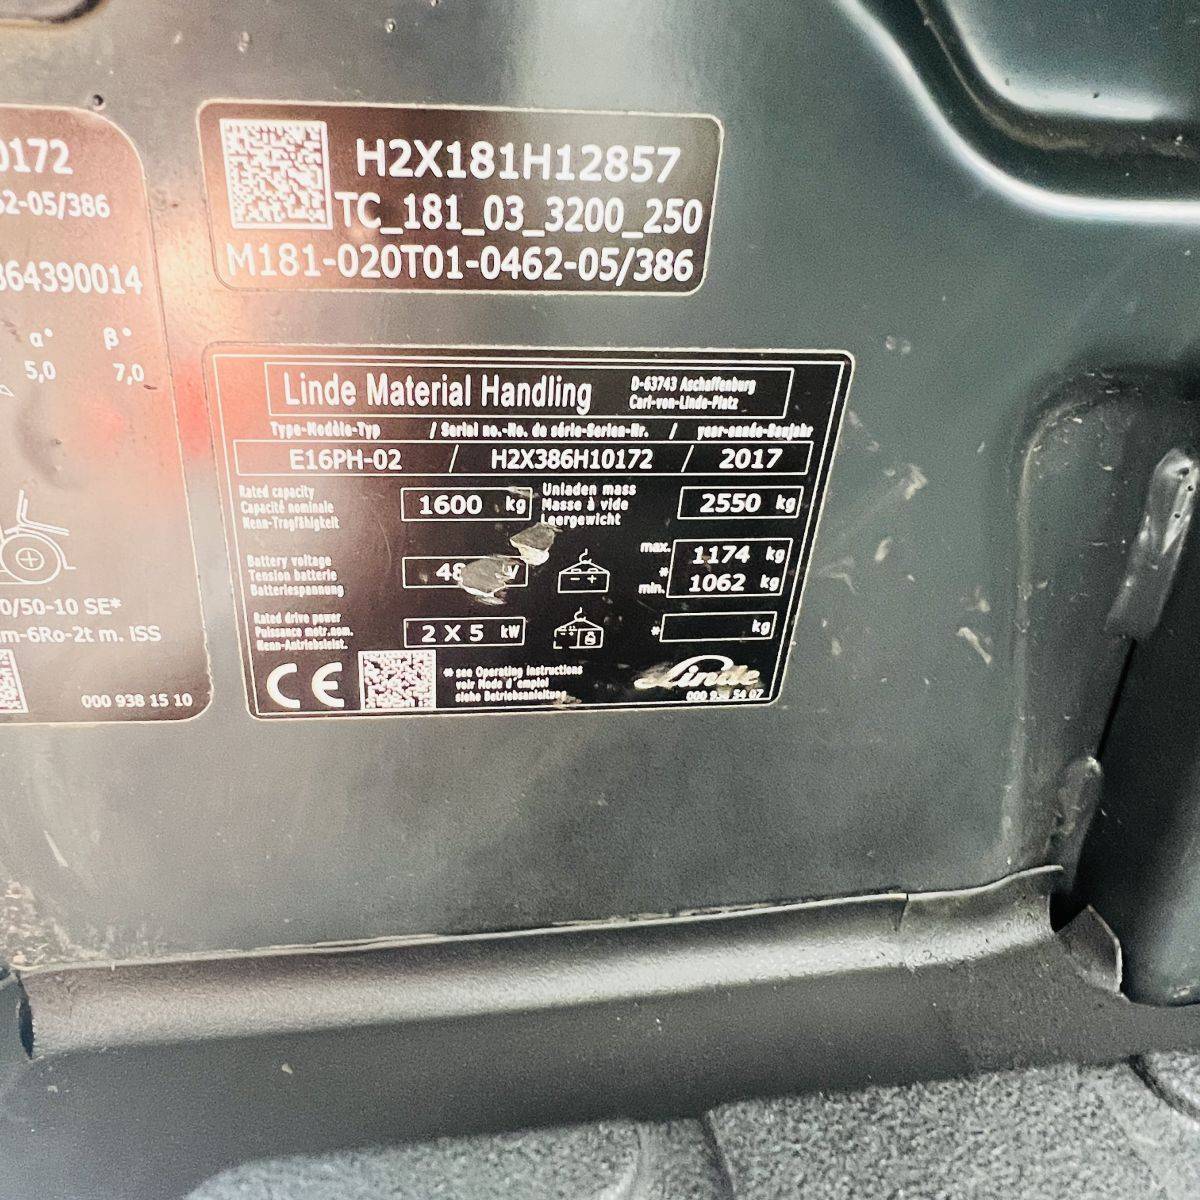 0172
62-05/386
364390014
α° β°
5,0 7,0
0/50-10 SE*
m-6Ro-2t m. ISS
000 938 15 10
H2X181H12857
TC_181_03_3200_250
M181-020T01-0462-05/386
Linde Material Handling
D-63743 Aschaffenburg
Carl-von-Linde-Platz
Type-Modèle-Typ / Serial no.-No. de série-Serien-Nr. / year-année-Baujahr
E16PH-02 / H2X386H10172 / 2017
Rated capacity
Capacité nominale
Nenn-Tragfähigkeit
1600 kg
Unladen mass
Masse à vide
Leergewicht
2550 kg
Battery voltage
Tension batterie
Batteriespannung
48 V
max. 1174 kg
*
min. 1062 kg
Rated drive power
Puissance motr.nom.
Nenn-Antriebsleist.
2 X 5 kW
* kg
CE
* see Operating instructions
voir Mode d'emploi
siehe Betriebsanleitung
Linde